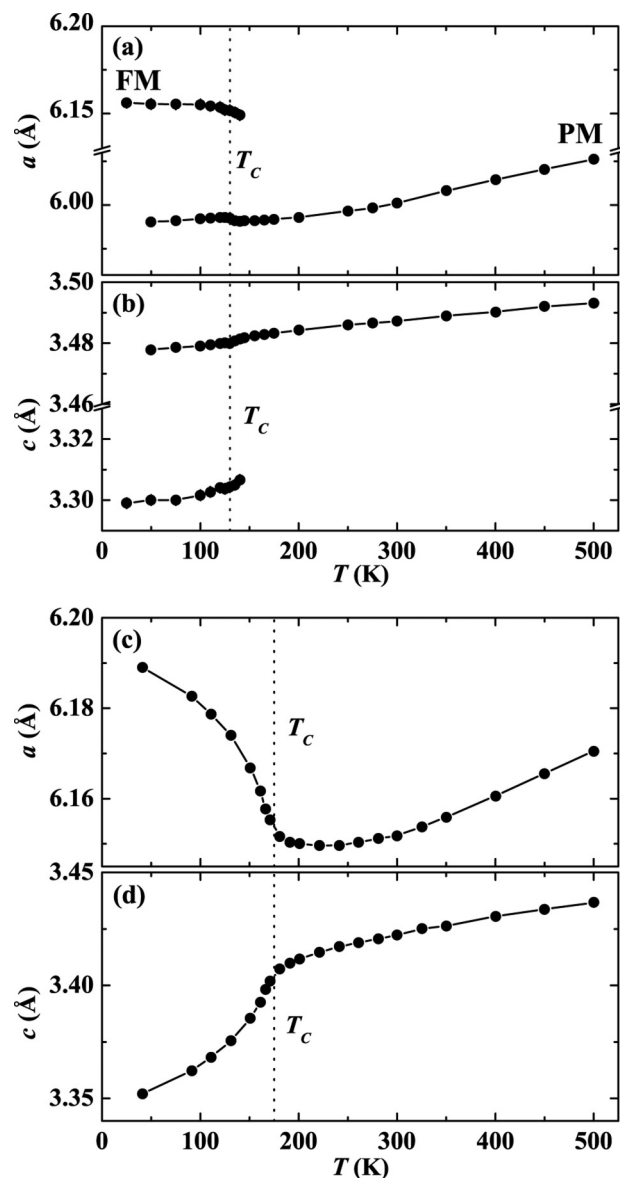 6.20
(a)
FM
6.15
a (Å)
T_C
PM
6.00
3.50
(b)
3.48
3.46
c (Å)
T_C
3.32
3.30
0 100 200 300 400 500
T (K)
6.20
(c)
6.18
a (Å)
T_C
6.16
3.45
3.45
(d)
c (Å)
3.40
T_C
3.35
0 100 200 300 400 500
T (K)